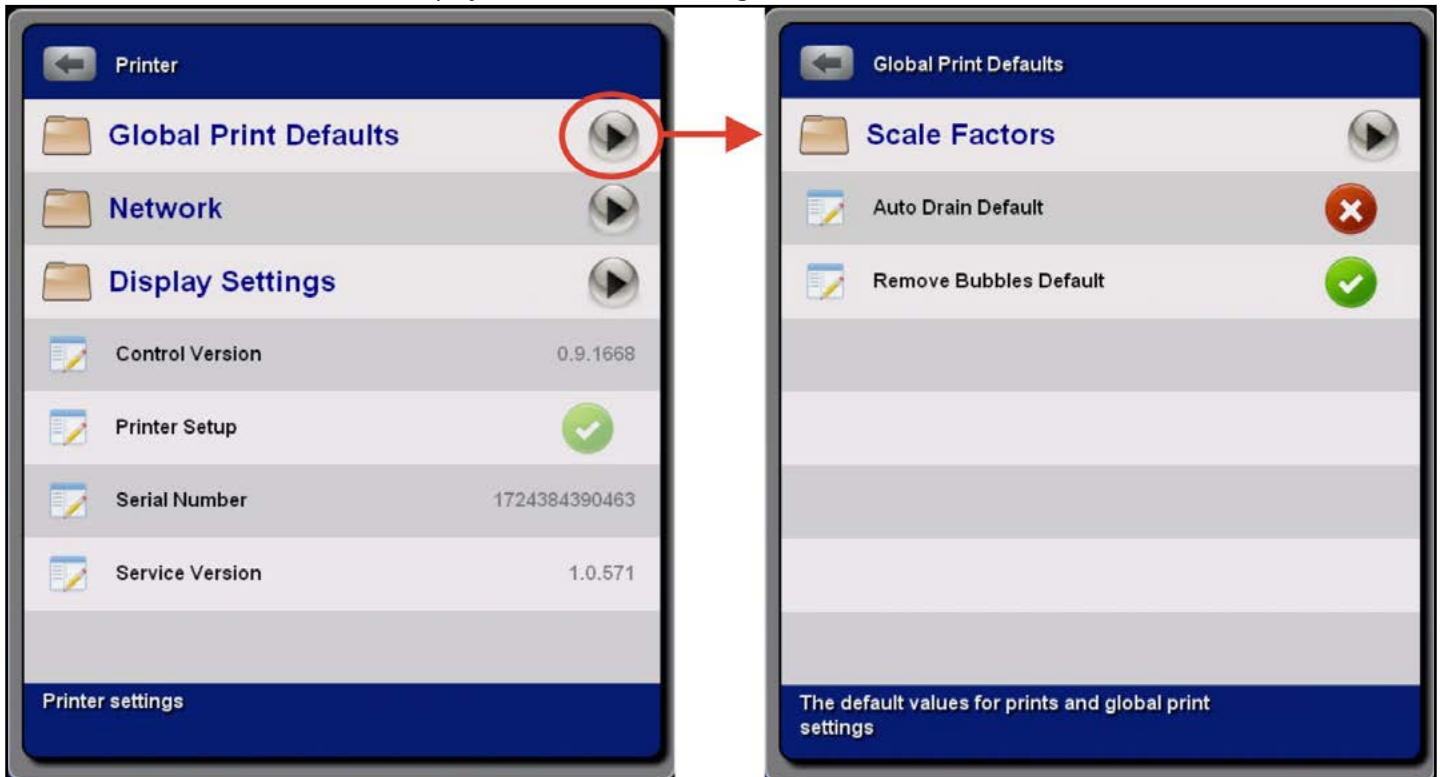 Printer
Global Print Defaults
Network
Display Settings
Control Version 0.9.1668
Printer Setup
Serial Number 1724384390463
Service Version 1.0.571
Printer settings
Global Print Defaults
Scale Factors
Auto Drain Default
Remove Bubbles Default
The default values for prints and global print
settings